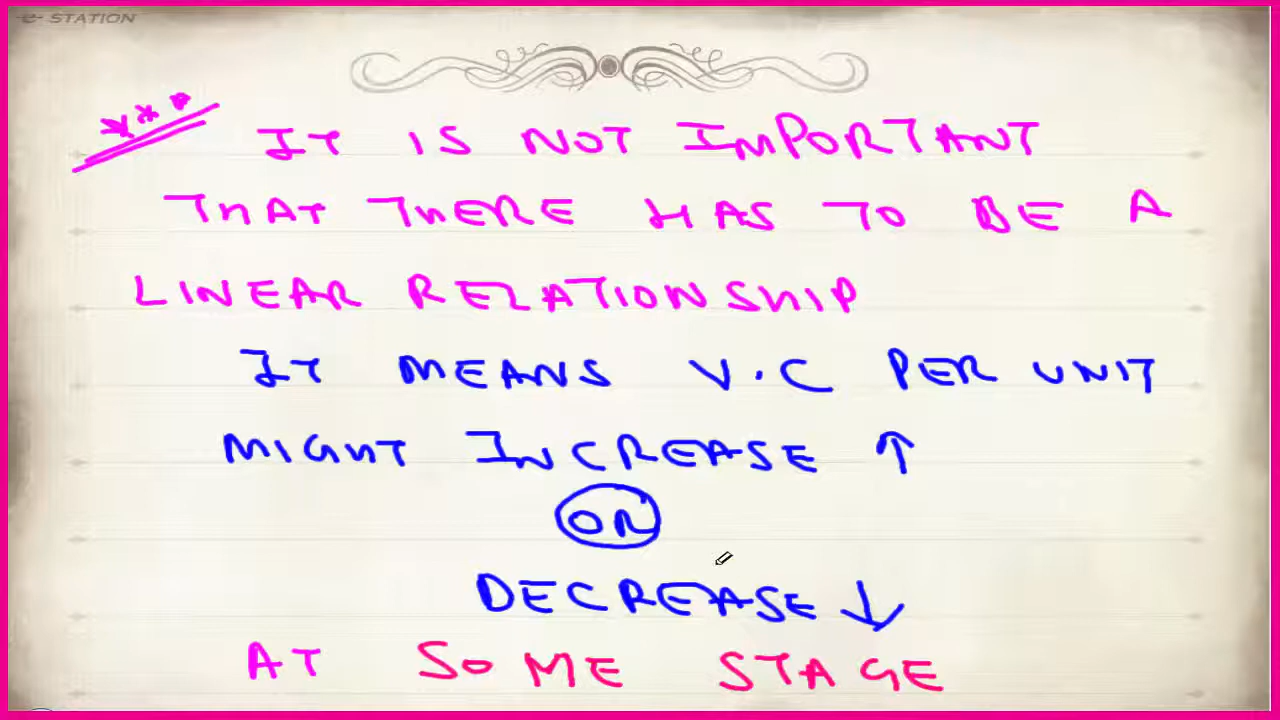 -e- STATION
*** IT IS NOT IMPORTANT
THAT THERE HAS TO BE A
LINEAR RELATIONSHIP
IT MEANS V.C PER UNIT
MIGHT INCREASE ↑
OR
DECREASE ↓
AT SOME STAGE